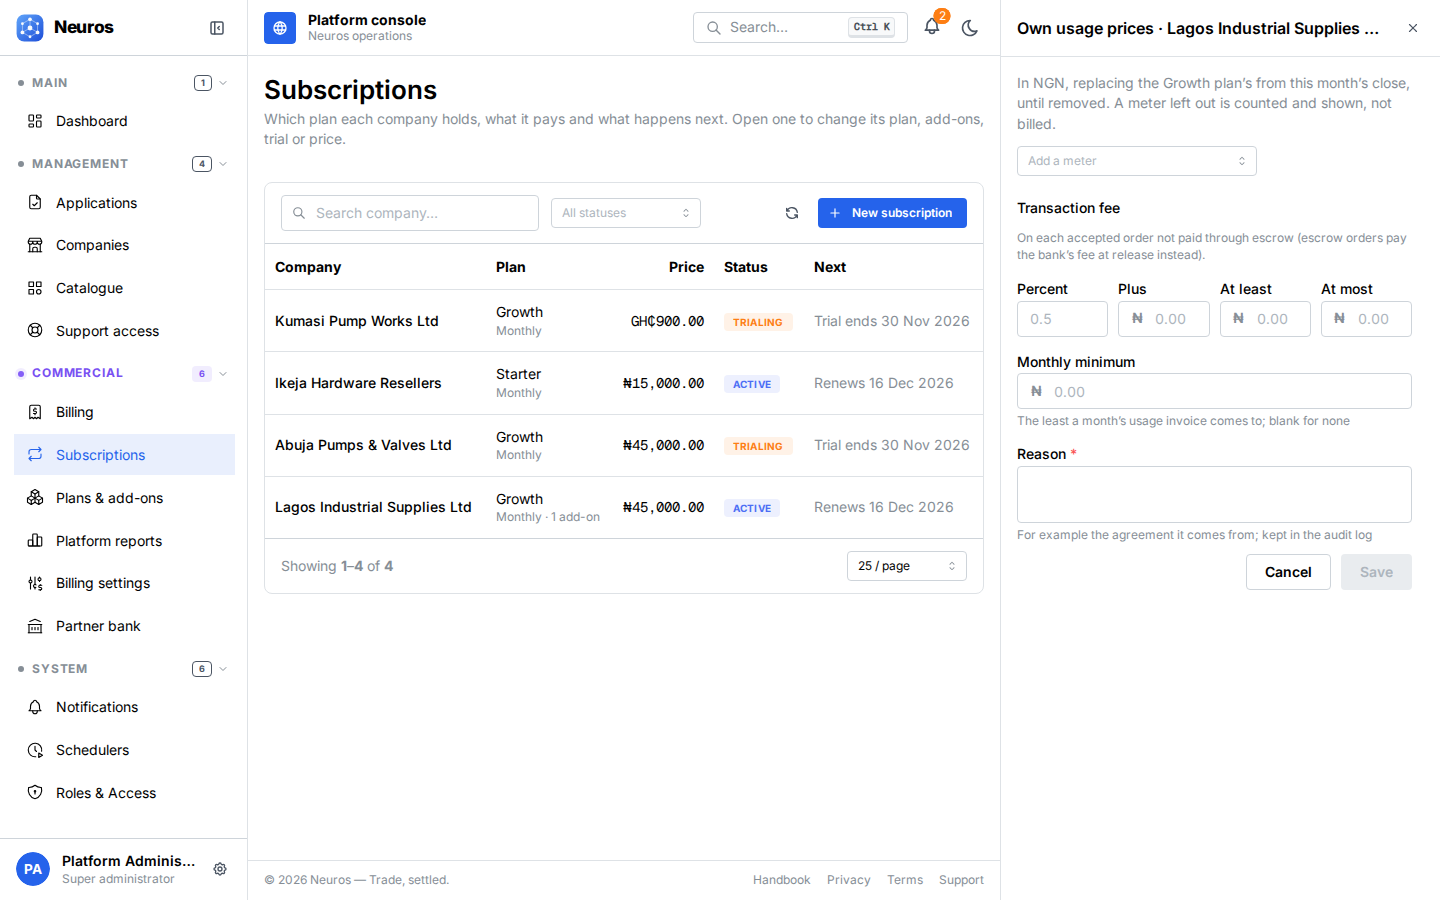 Neuros
MAIN
1
Dashboard
MANAGEMENT
4
Applications
Companies
Catalogue
Support access
COMMERCIAL
6
Billing
Subscriptions
Plans & add-ons
Platform reports
Billing settings
Partner bank
SYSTEM
6
Notifications
Schedulers
Roles & Access
PA
Platform Adminis...
Super administrator
Platform console
Neuros operations
Search...
Ctrl K
2
Subscriptions
Which plan each company holds, what it pays and what happens next. Open one to change its plan, add-ons,
trial or price.
Search company...
All statuses
New subscription
Company Plan Price Status Next
Kumasi Pump Works Ltd Growth GH₵900.00 TRIALING Trial ends 30 Nov 2026
Monthly
Ikeja Hardware Resellers Starter ₦15,000.00 ACTIVE Renews 16 Dec 2026
Monthly
Abuja Pumps & Valves Ltd Growth ₦45,000.00 TRIALING Trial ends 30 Nov 2026
Monthly
Lagos Industrial Supplies Ltd Growth ₦45,000.00 ACTIVE Renews 16 Dec 2026
Monthly · 1 add-on
Showing 1–4 of 4
25 / page
© 2026 Neuros — Trade, settled.
Handbook Privacy Terms Support
Own usage prices · Lagos Industrial Supplies ...
In NGN, replacing the Growth plan’s from this month’s close,
until removed. A meter left out is counted and shown, not
billed.
Add a meter
Transaction fee
On each accepted order not paid through escrow (escrow orders pay
the bank’s fee at release instead).
Percent Plus At least At most
0.5 ₦ 0.00 ₦ 0.00 ₦ 0.00
Monthly minimum
₦ 0.00
The least a month’s usage invoice comes to; blank for none
Reason *
For example the agreement it comes from; kept in the audit log
Cancel Save